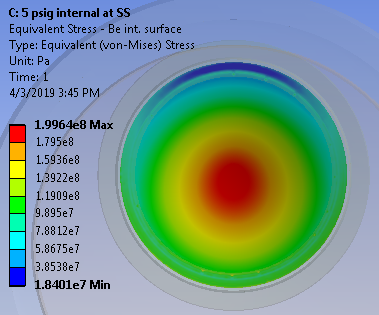 C: 5 psig internal at SS
Equivalent Stress - Be int. surface
Type: Equivalent (von-Mises) Stress
Unit: Pa
Time: 1
4/3/2019 3:45 PM
1.9964e8 Max
1.795e8
1.5936e8
1.3922e8
1.1909e8
9.895e7
7.8812e7
5.8675e7
3.8538e7
1.8401e7 Min